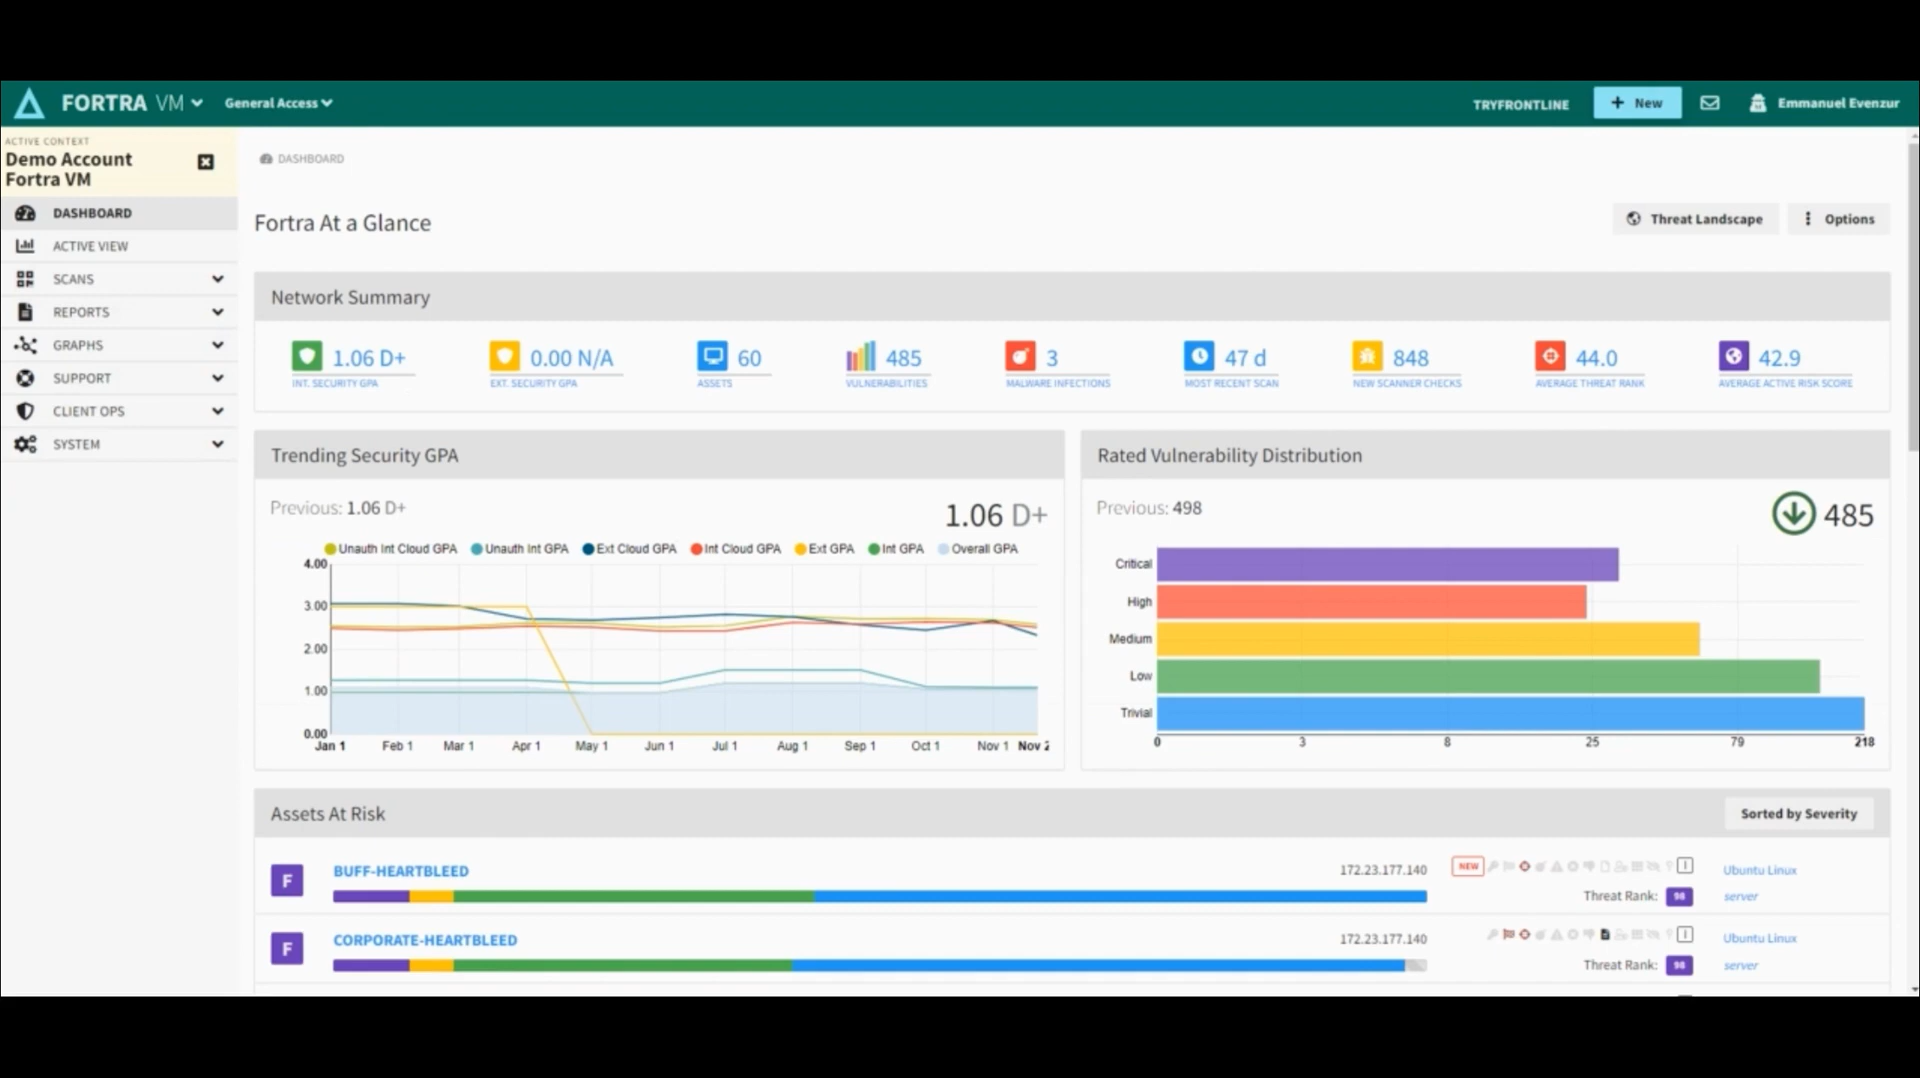 FORTRA VM
General Access
TRYFRONTLINE
+ New
Emmanuel Evenzur
ACTIVE CONTEXT
Demo Account
Fortra VM
DASHBOARD
ACTIVE VIEW
SCANS
REPORTS
GRAPHS
SUPPORT
CLIENT OPS
SYSTEM
DASHBOARD
Fortra At a Glance
Threat Landscape
Options
Network Summary
1.06 D+
INT. SECURITY GPA
0.00 N/A
EXT. SECURITY GPA
60
ASSETS
485
VULNERABILITIES
3
MALWARE INFECTIONS
47 d
MOST RECENT SCAN
848
NEW SCANNER CHECKS
44.0
AVERAGE THREAT RANK
42.9
AVERAGE ACTIVE RISK SCORE
Trending Security GPA
Previous: 1.06 D+
1.06 D+
Unauth Int Cloud GPA Unauth Int GPA Ext Cloud GPA Int Cloud GPA Ext GPA Int GPA Overall GPA
4.00
3.00
2.00
1.00
0.00
Jan 1 Feb 1 Mar 1 Apr 1 May 1 Jun 1 Jul 1 Aug 1 Sep 1 Oct 1 Nov 1 Nov 2
Rated Vulnerability Distribution
Previous: 498
485
Critical
High
Medium
Low
Trivial
0 3 8 25 79 218
Assets At Risk
Sorted by Severity
F
BUFF-HEARTBLEED
172.23.177.140
NEW
Ubuntu Linux
Threat Rank: 98
server
F
CORPORATE-HEARTBLEED
172.23.177.140
Ubuntu Linux
Threat Rank: 98
server